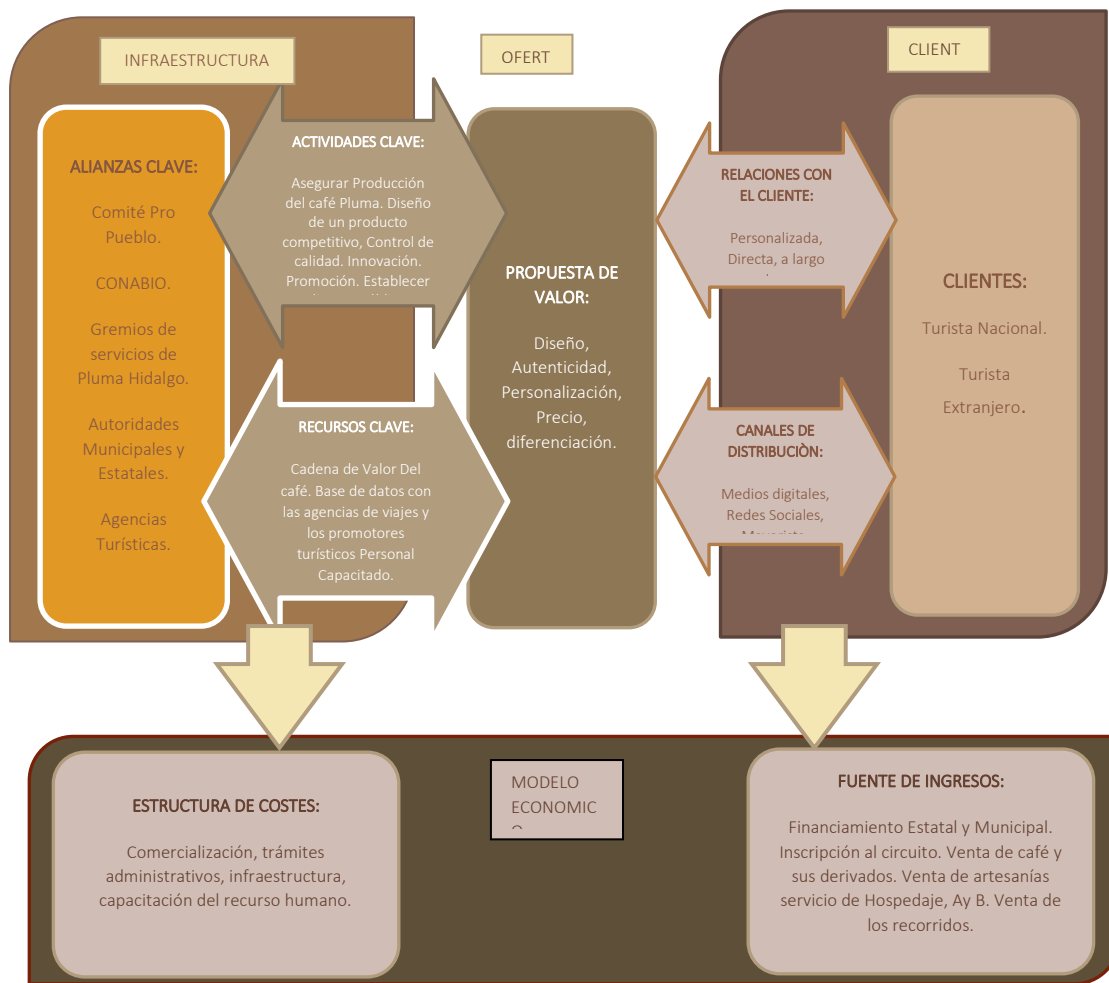 INFRAESTRUCTURA
OFERT
CLIENT
ALIANZAS CLAVE:
Comité Pro
Pueblo.
CONABIO.
Gremios de
servicios de
Pluma Hidalgo.
Autoridades
Municipales y
Estatales.
Agencias
Turísticas.
ACTIVIDADES CLAVE:
Asegurar Producción
del café Pluma. Diseño
de un producto
competitivo, Control de
calidad. Innovación.
Promoción. Establecer
RECURSOS CLAVE:
Cadena de Valor Del
café. Base de datos con
las agencias de viajes y
los promotores
turísticos Personal
Capacitado.
PROPUESTA DE
VALOR:
Diseño,
Autenticidad,
Personalización,
Precio,
diferenciación.
RELACIONES CON
EL CLIENTE:
Personalizada,
Directa, a largo
CANALES DE
DISTRIBUCIÒN:
Medios digitales,
Redes Sociales,
CLIENTES:
Turista Nacional.
Turista
Extranjero.
ESTRUCTURA DE COSTES:
Comercialización, trámites
administrativos, infraestructura,
capacitación del recurso humano.
MODELO
ECONOMIC
FUENTE DE INGRESOS:
Financiamiento Estatal y Municipal.
Inscripción al circuito. Venta de café y
sus derivados. Venta de artesanías
servicio de Hospedaje, Ay B. Venta de
los recorridos.